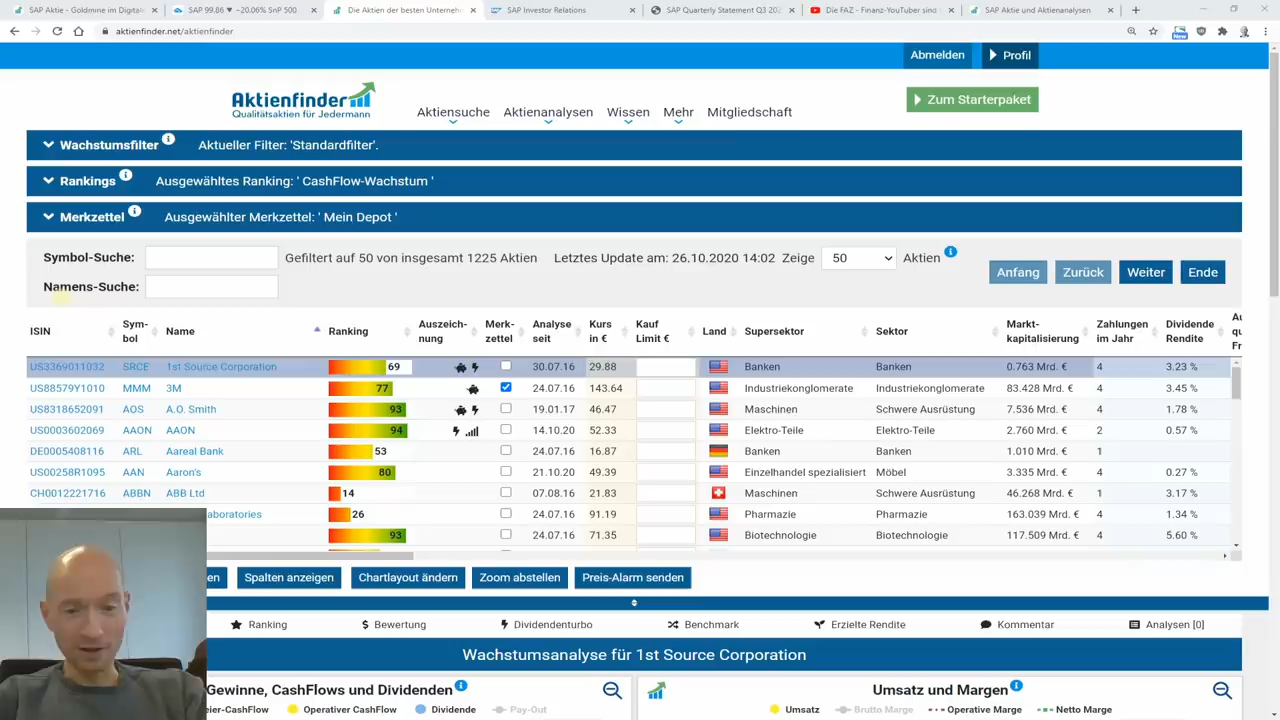 SAP Aktie - Goldmine im Digital
SAP 99,86 ▼ −20.06% SnP 500
Die Aktien der besten Unterneh
SAP Investor Relations
SAP Quarterly Statement Q3 202
Die FAZ - Finanz-YouTuber sind
SAP Aktie und Aktienanalysen
aktienfinder.net/aktienfinder
New
Abmelden
Profil
Aktienfinder
Qualitätsaktien für Jedermann
Aktiensuche Aktienanalysen Wissen Mehr Mitgliedschaft
Zum Starterpaket
Wachstumsfilter Aktueller Filter: 'Standardfilter'.
Rankings Ausgewähltes Ranking: ' CashFlow-Wachstum '
Merkzettel Ausgewählter Merkzettel: ' Mein Depot '
Symbol-Suche: Gefiltert auf 50 von insgesamt 1225 Aktien Letztes Update am: 26.10.2020 14:02 Zeige 50 Aktien
Anfang Zurück Weiter Ende
Namens-Suche:
ISIN Sym-bol Name Ranking Auszeich-nung Merk-zettel Analyse seit Kurs in € Kauf Limit € Land Supersektor Sektor Markt-kapitalisierung Zahlungen im Jahr Dividende Rendite
US3369011032 SRCE 1st Source Corporation 69 30.07.16 29.88 Banken Banken 0.763 Mrd. € 4 3.23 %
US88579Y1010 MMM 3M 77 24.07.16 143.64 Industriekonglomerate Industriekonglomerate 83.428 Mrd. € 4 3.45 %
US8318652091 AOS A.O. Smith 93 19.01.17 46.47 Maschinen Schwere Ausrüstung 7.536 Mrd. € 4 1.78 %
US0003602069 AAON AAON 94 14.10.20 52.33 Elektro-Teile Elektro-Teile 2.760 Mrd. € 2 0.57 %
DE0005408116 ARL Aareal Bank 53 24.07.16 16.87 Banken Banken 1.010 Mrd. € 1
US00258R1095 AAN Aaron's 80 21.10.20 49.39 Einzelhandel spezialisiert Möbel 3.335 Mrd. € 4 0.27 %
CH0012221716 ABBN ABB Ltd 14 07.08.16 21.83 Maschinen Schwere Ausrüstung 46.268 Mrd. € 1 3.17 %
aboratories 26 24.07.16 91.19 Pharmazie Pharmazie 163.039 Mrd. € 4 1.34 %
93 24.07.16 71.35 Biotechnologie Biotechnologie 117.509 Mrd. € 4 5.60 %
en Spalten anzeigen Chartlayout ändern Zoom abstellen Preis-Alarm senden
Ranking $ Bewertung Dividendenturbo Benchmark Erzielte Rendite Kommentar Analysen [0]
Wachstumsanalyse für 1st Source Corporation
Gewinne, CashFlows und Dividenden
Umsatz und Margen
eier-CashFlow Operativer CashFlow Dividende Pay-Out
Umsatz Brutto Marge Operative Marge Netto Marge